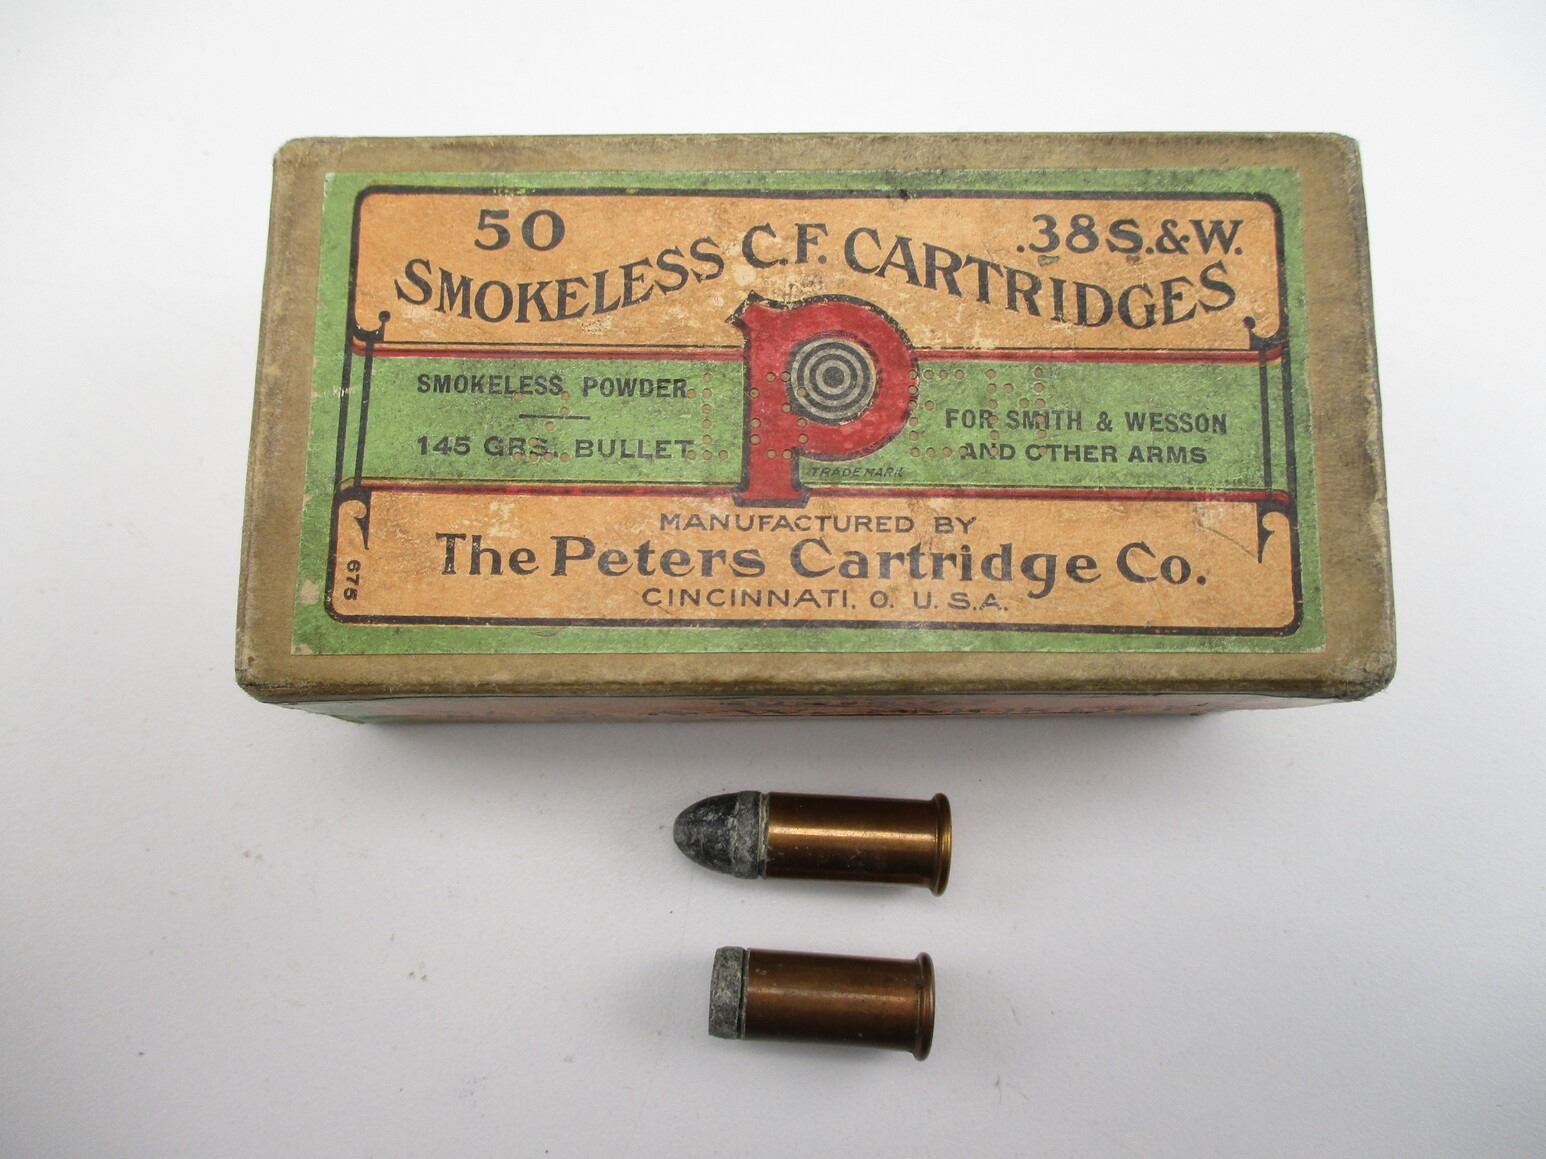 50
.38 S.&W.
SMOKELESS C.F. CARTRIDGES
P
SMOKELESS POWDER
145 GRS. BULLET
FOR SMITH & WESSON
AND OTHER ARMS
TRADE MARK
MANUFACTURED BY
The Peters Cartridge Co.
CINCINNATI. O. U.S.A.
675